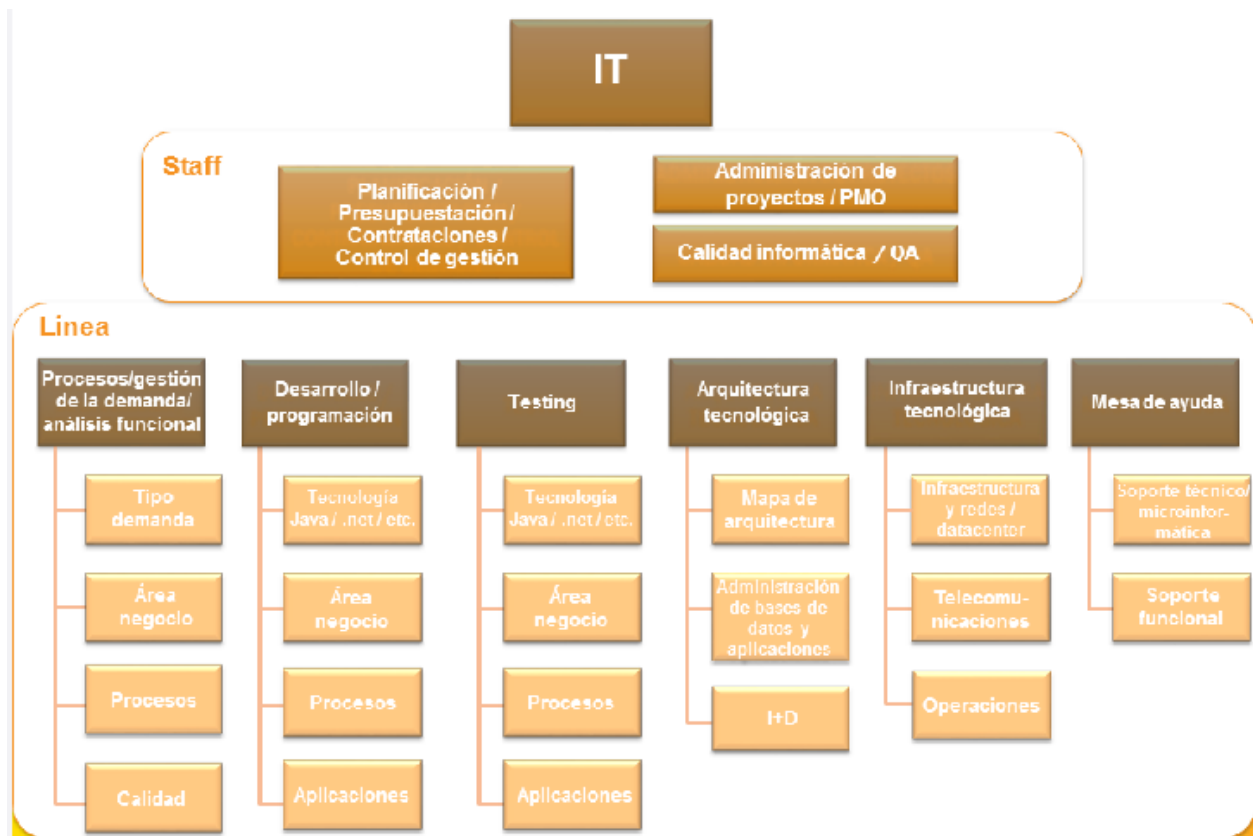 IT
Staff
Planificación /
Presupuestación /
Contrataciones /
Control de gestión
Administración de
proyectos / PMO
Calidad informática / QA
Linea
Procesos/gestión
de la demanda/
análisis funcional
Tipo
demanda
Área
negocio
Procesos
Calidad
Desarrollo /
programación
Tecnología
Java / .net / etc.
Área
negocio
Procesos
Aplicaciones
Testing
Tecnología
Java / .net / etc.
Área
negocio
Procesos
Aplicaciones
Arquitectura
tecnológica
Mapa de
arquitectura
Administración
de bases de
datos y
aplicaciones
I+D
Infraestructura
tecnológica
Infraestructura
y redes /
datacenter
Telecomu-
nicaciones
Operaciones
Mesa de ayuda
Soporte técnico/
microinfor-
mática
Soporte
funcional